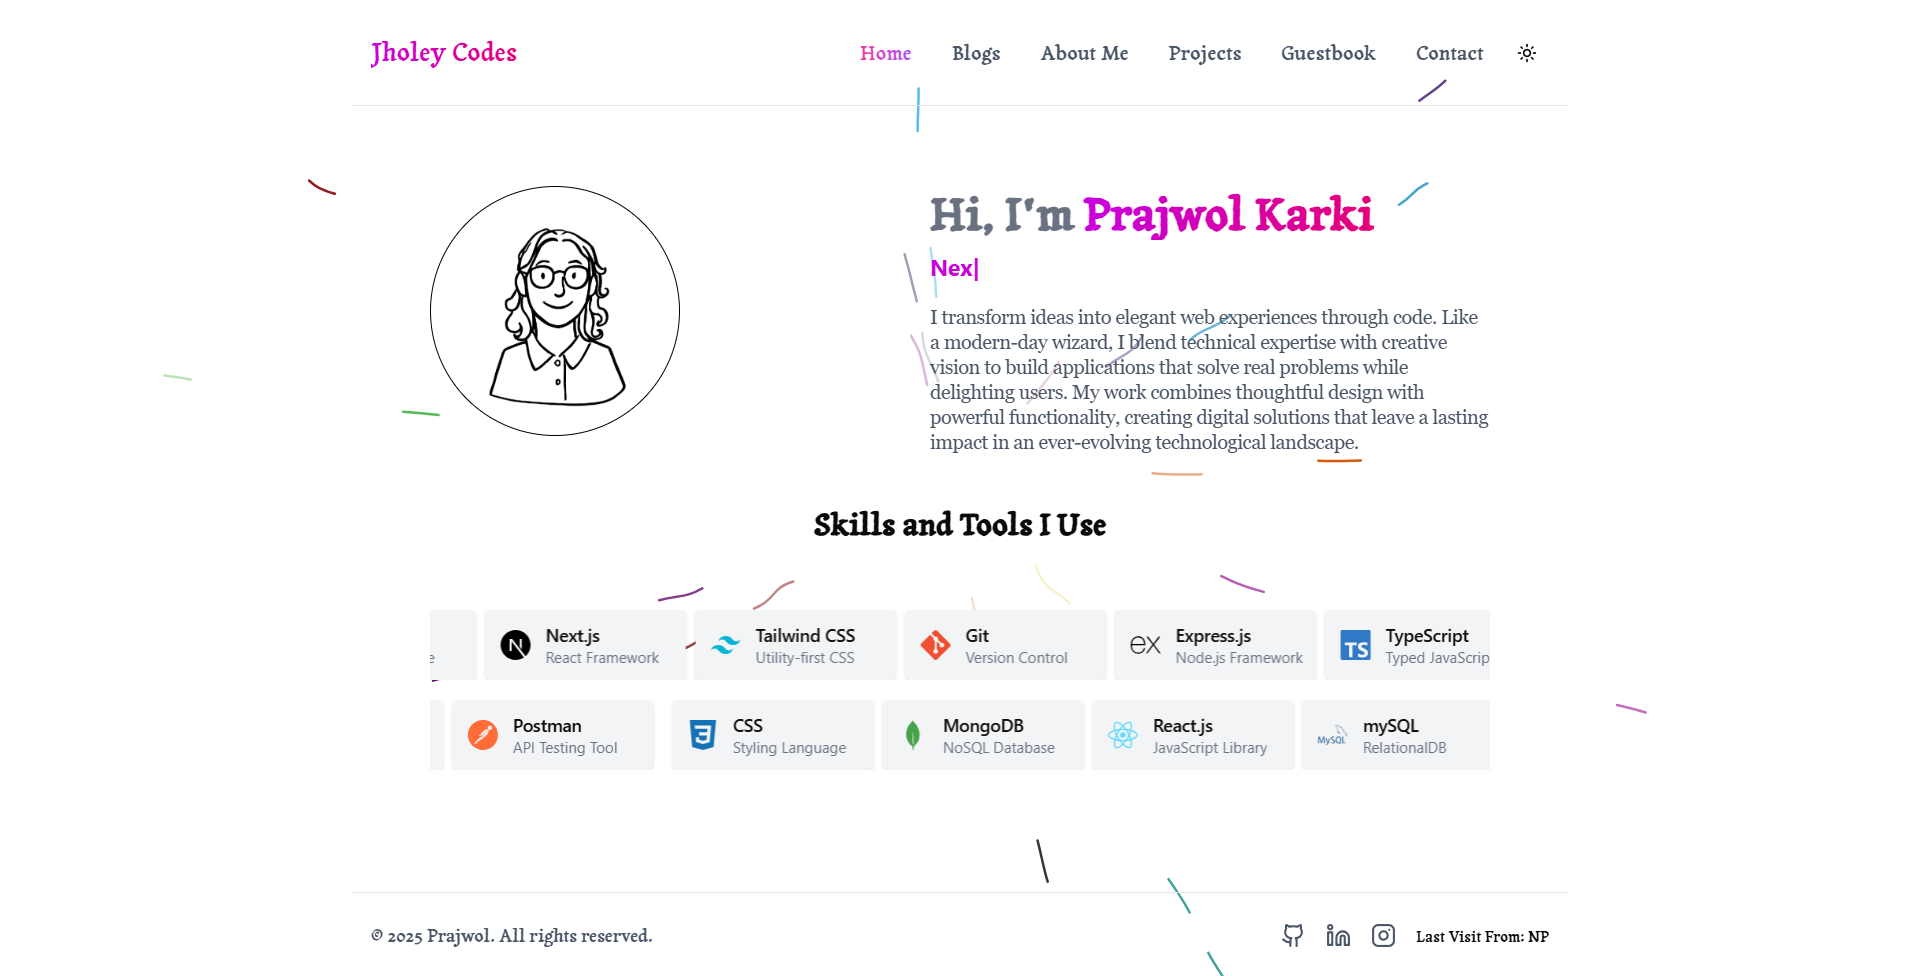 Jholey Codes
Home Blogs About Me Projects Guestbook Contact
Hi, I'm Prajwol Karki
Nex|
I transform ideas into elegant web experiences through code. Like
a modern-day wizard, I blend technical expertise with creative
vision to build applications that solve real problems while
delighting users. My work combines thoughtful design with
powerful functionality, creating digital solutions that leave a lasting
impact in an ever-evolving technological landscape.
Skills and Tools I Use
e
Next.js
React Framework
Tailwind CSS
Utility-first CSS
Git
Version Control
ex
Express.js
Node.js Framework
TS
TypeScript
Typed JavaScrip
Postman
API Testing Tool
CSS
Styling Language
MongoDB
NoSQL Database
React.js
JavaScript Library
MySQL
mySQL
RelationalDB
© 2025 Prajwol. All rights reserved.
Last Visit From: NP